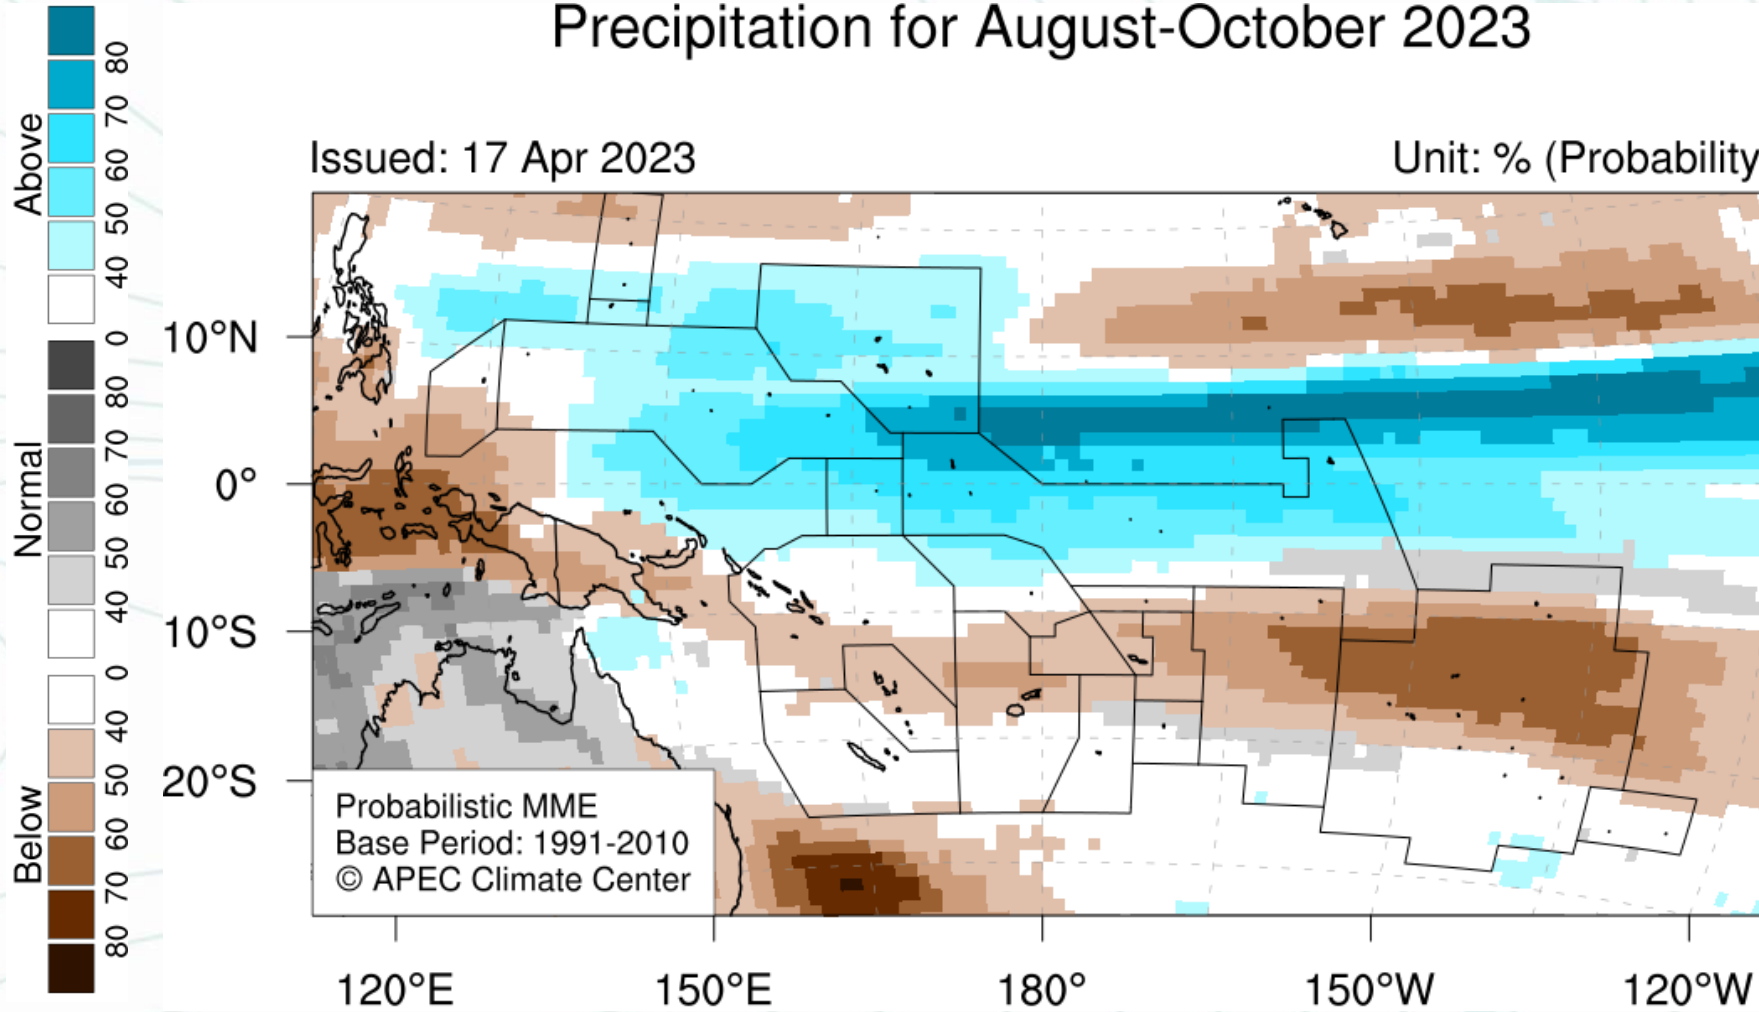 Precipitation for August-October 2023
Issued: 17 Apr 2023
Unit: % (Probability
Above
80
70
60
50
40
0
Normal
80
70
60
50
40
0
Below
40
50
60
70
80
10°N
0°
10°S
20°S
Probabilistic MME
Base Period: 1991-2010
© APEC Climate Center
120°E
150°E
180°
150°W
120°W